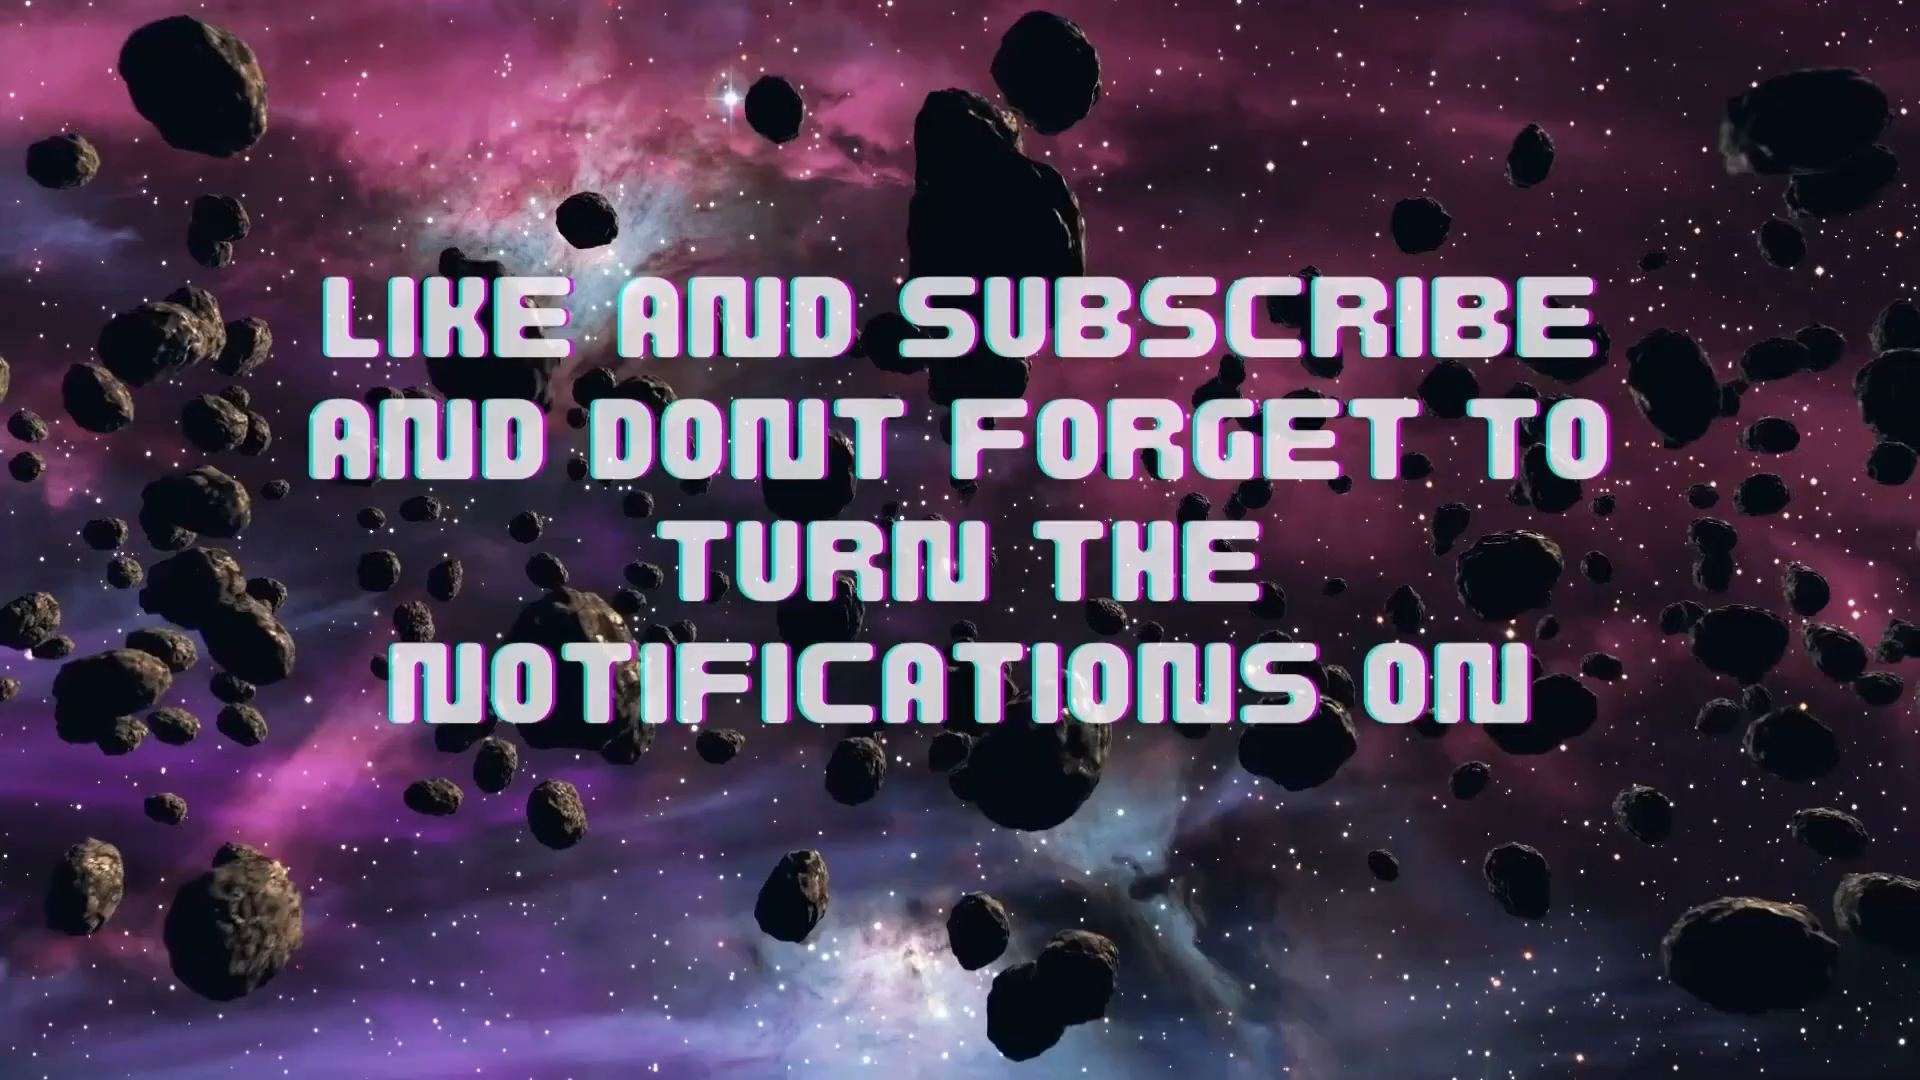 LIKE AND SUBSCRIBE
AND DONT FORGET TO
TURN THE
NOTIFICATIONS ON